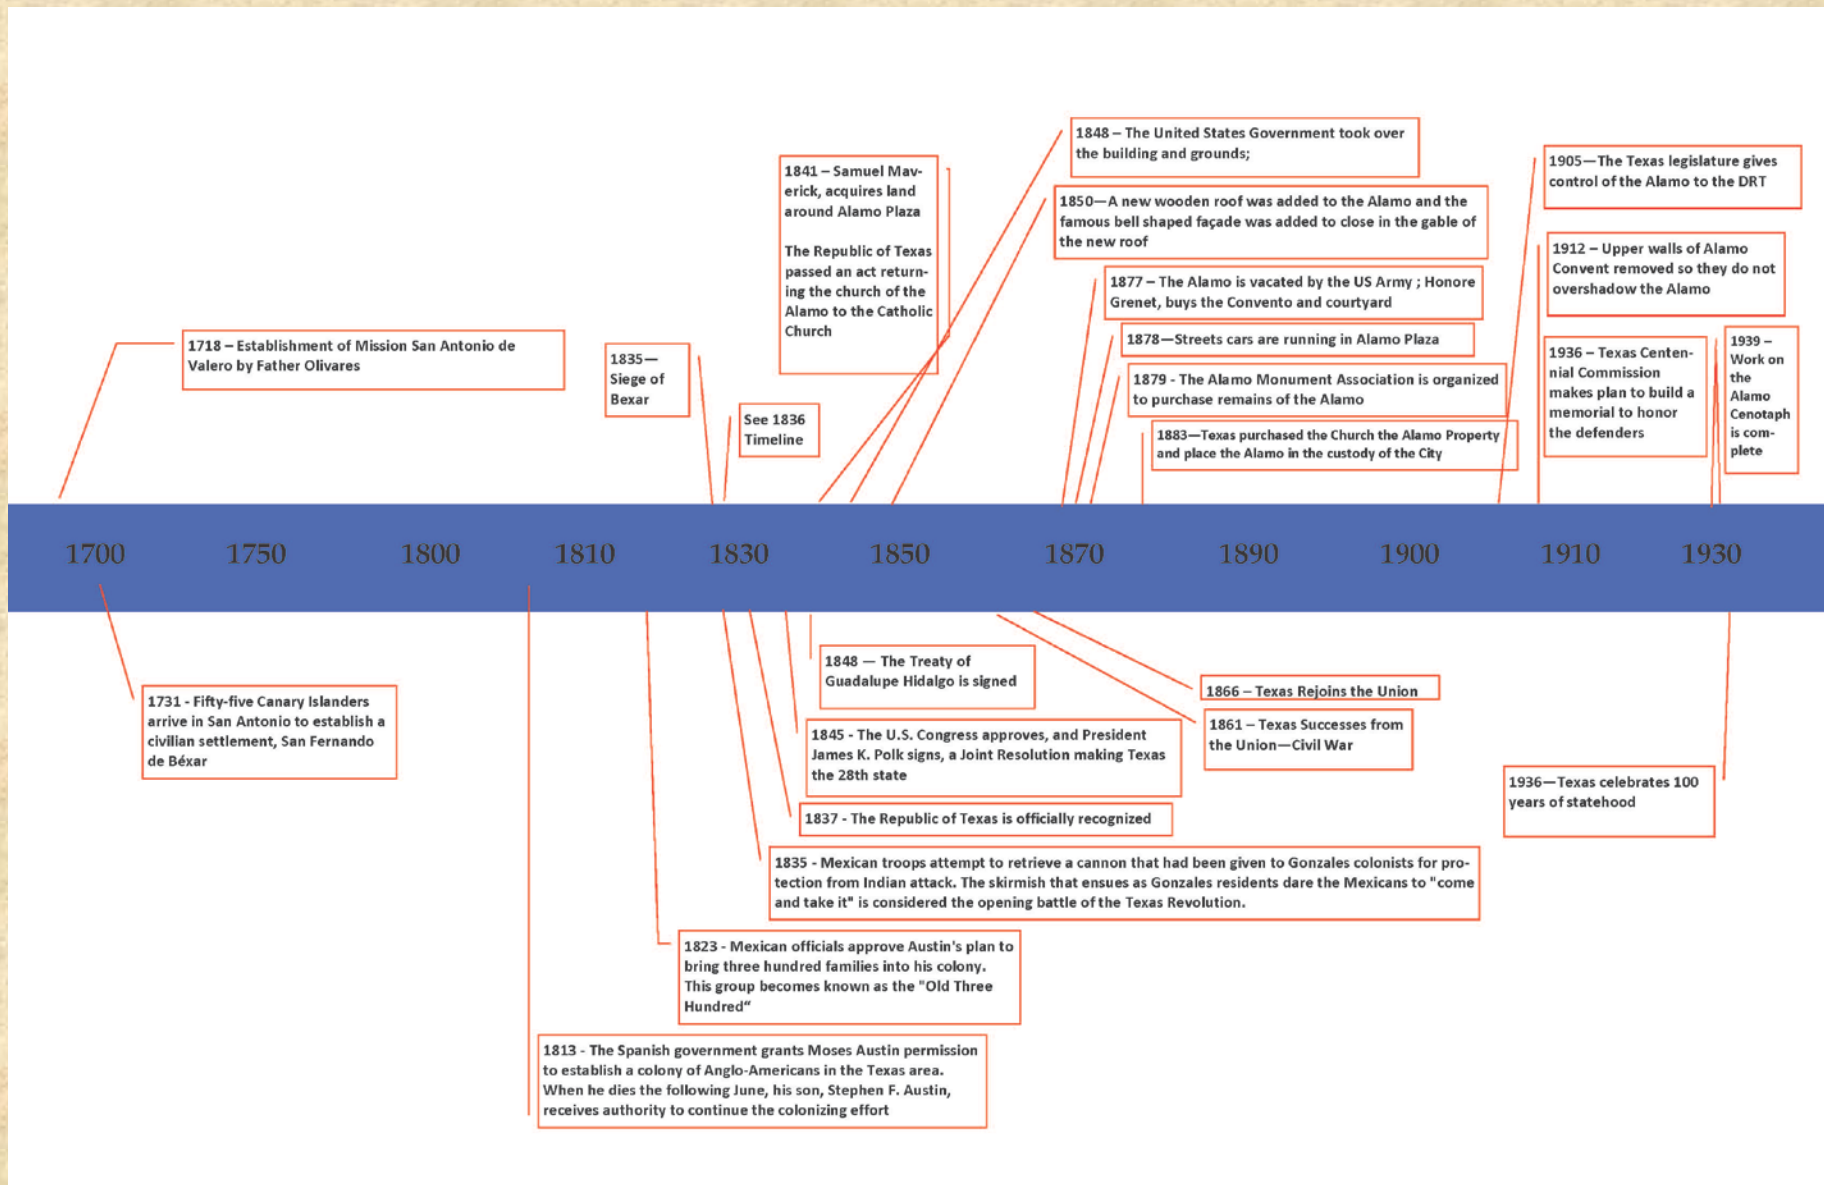 1848 – The United States Government took over
the building and grounds;
1841 – Samuel Mav-
erick, acquires land
around Alamo Plaza
The Republic of Texas
passed an act return-
ing the church of the
Alamo to the Catholic
Church
1905—The Texas legislature gives
control of the Alamo to the DRT
1850—A new wooden roof was added to the Alamo and the
famous bell shaped façade was added to close in the gable of
the new roof
1912 – Upper walls of Alamo
Convent removed so they do not
overshadow the Alamo
1877 – The Alamo is vacated by the US Army ; Honore
Grenet, buys the Convento and courtyard
1878—Streets cars are running in Alamo Plaza
1718 – Establishment of Mission San Antonio de
Valero by Father Olivares
1835—
Siege of
Bexar
1936 – Texas Centen-
nial Commission
makes plan to build a
memorial to honor
the defenders
1939 –
Work on
the
Alamo
Cenotaph
is com-
plete
1879 - The Alamo Monument Association is organized
to purchase remains of the Alamo
See 1836
Timeline
1883—Texas purchased the Church the Alamo Property
and place the Alamo in the custody of the City
1700 1750 1800 1810 1830 1850 1870 1890 1900 1910 1930
1731 - Fifty-five Canary Islanders
arrive in San Antonio to establish a
civilian settlement, San Fernando
de Béxar
1848 — The Treaty of
Guadalupe Hidalgo is signed
1866 – Texas Rejoins the Union
1861 – Texas Successes from
the Union—Civil War
1845 - The U.S. Congress approves, and President
James K. Polk signs, a Joint Resolution making Texas
the 28th state
1936—Texas celebrates 100
years of statehood
1837 - The Republic of Texas is officially recognized
1835 - Mexican troops attempt to retrieve a cannon that had been given to Gonzales colonists for pro-
tection from Indian attack. The skirmish that ensues as Gonzales residents dare the Mexicans to "come
and take it" is considered the opening battle of the Texas Revolution.
1823 - Mexican officials approve Austin's plan to
bring three hundred families into his colony.
This group becomes known as the "Old Three
Hundred“
1813 - The Spanish government grants Moses Austin permission
to establish a colony of Anglo-Americans in the Texas area.
When he dies the following June, his son, Stephen F. Austin,
receives authority to continue the colonizing effort